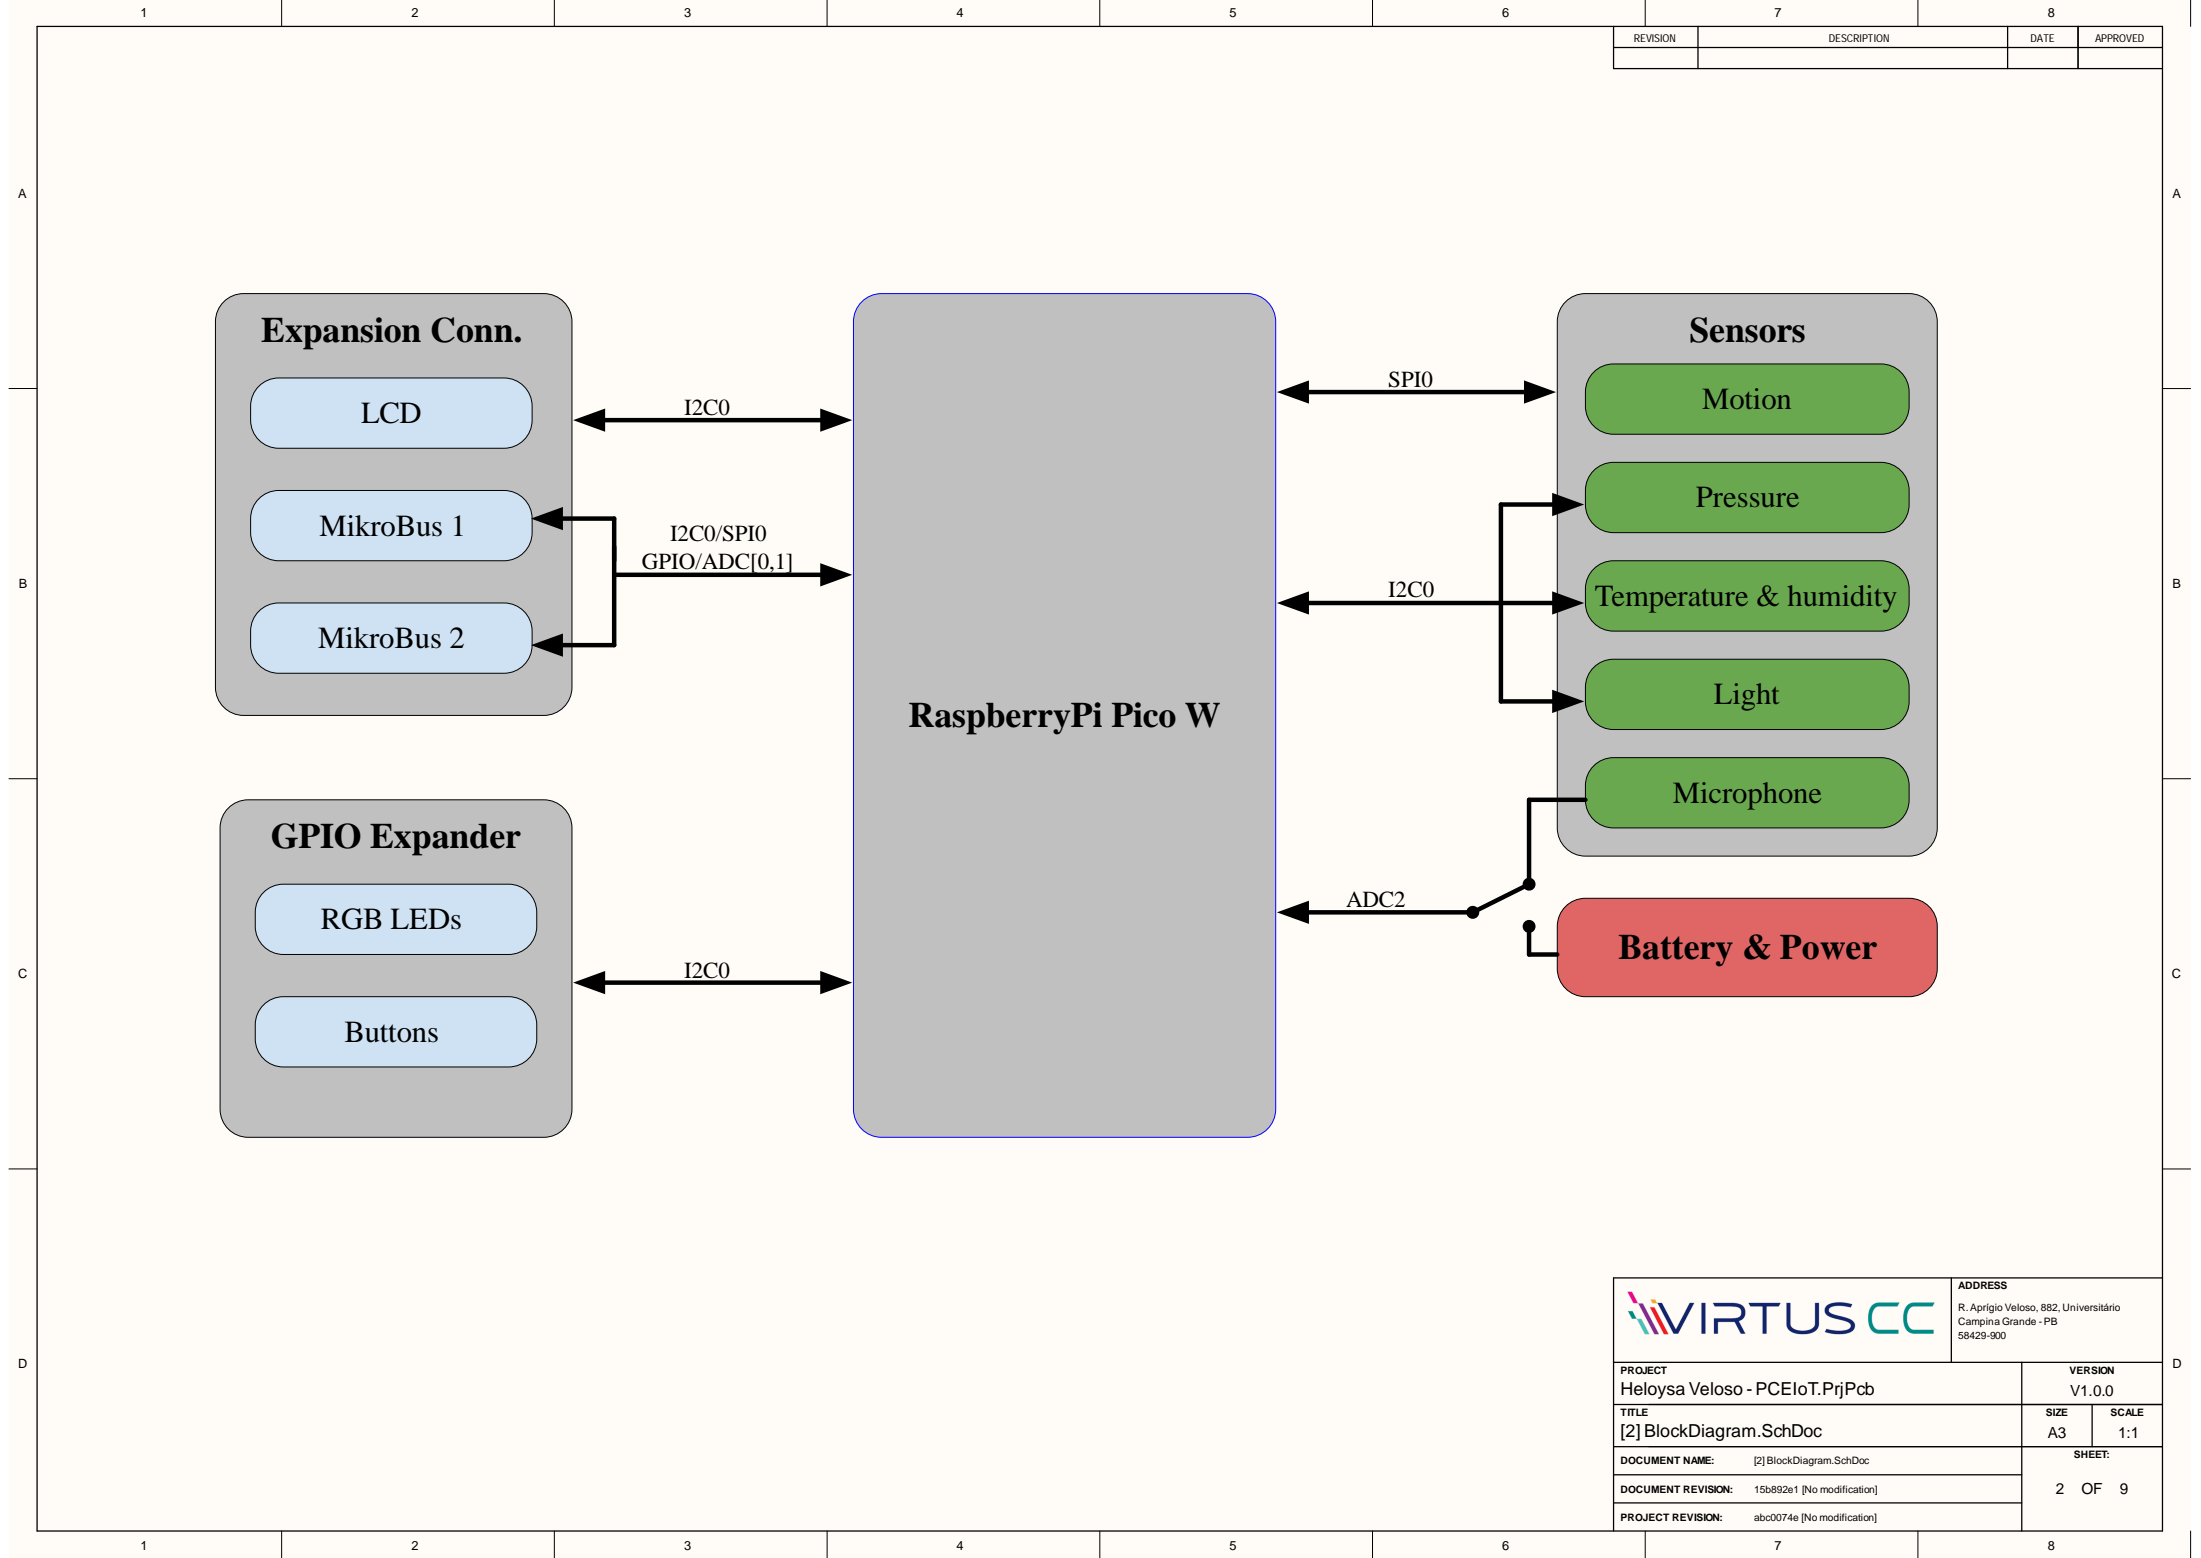 1 2 3 4 5 6 7 8
REVISION DESCRIPTION DATE APPROVED
A A
Expansion Conn.
LCD
I2C0
MikroBus 1
I2C0/SPI0
GPIO/ADC[0,1]
MikroBus 2
B B
RaspberryPi Pico W
Sensors
SPI0
Motion
Pressure
I2C0
Temperature & humidity
Light
Microphone
GPIO Expander
RGB LEDs
I2C0
Buttons
ADC2
Battery & Power
C C
VIRTUS CC
ADDRESS
R. Aprígio Veloso, 882, Universitário
Campina Grande - PB
58429-900
D D
PROJECT
Heloysa Veloso - PCEIoT.PrjPcb
VERSION
V1.0.0
TITLE
[2] BlockDiagram.SchDoc
SIZE
A3
SCALE
1:1
DOCUMENT NAME: [2] BlockDiagram.SchDoc
SHEET:
2 OF 9
DOCUMENT REVISION: 15b892e1 [No modification]
PROJECT REVISION: abc0074e [No modification]
1 2 3 4 5 6 7 8